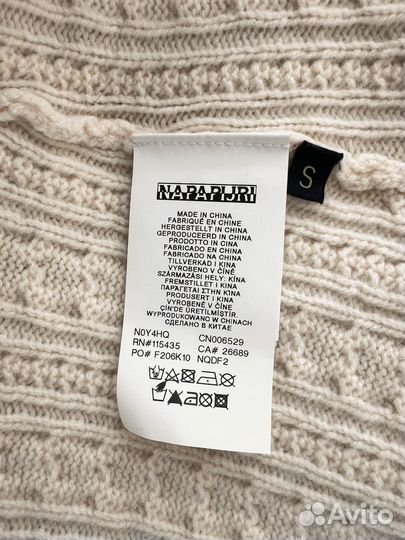 NAPAPIJRI
S
MADE IN CHINA
FABRIQUÉ EN CHINE
HERGESTELLT IN CHINA
GEPRODUCEERD IN CHINA
PRODOTTO IN CINA
FABRICADO EN CHINA
FABRICADO NA CHINA
TILLVERKAD I KINA
VYROBENO V ČÍNĚ
SZÁRMAZÁSI HELY: KÍNA
FREMSTILLET I KINA
ΠΑΡΑΓΕΤΑΙ ΣΤΗΝ ΚΙΝΑ
PRODUSERT I KINA
VYROBENÉ V ČÍNE
ÇİN'DE ÜRETİLMİŞTİR
WYPRODUKOWANO W CHINACH
СДЕЛАНО В КИТАЕ
N0Y4HQ CN006529
RN#115435 CA# 26689
PO# F206K10 NQDF2
Avito